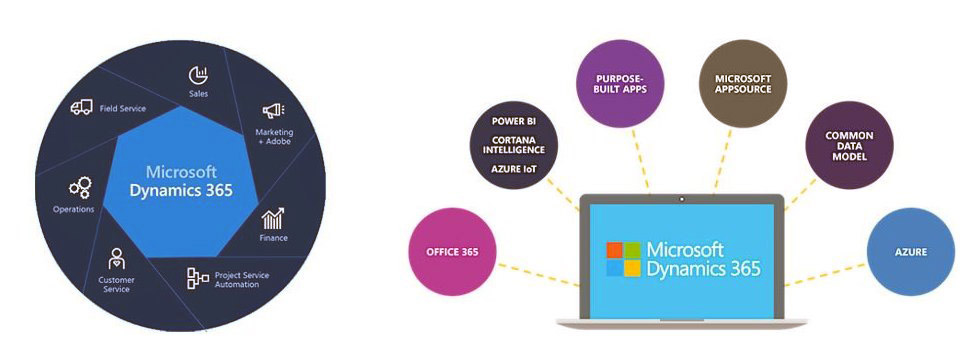 Sales
Field Service
Marketing
+ Adobe
Microsoft
Dynamics 365
Operations
Finance
Customer
Service
Project Service
Automation
PURPOSE-
BUILT APPS
MICROSOFT
APPSOURCE
POWER BI
CORTANA
INTELLIGENCE
AZURE IoT
COMMON
DATA
MODEL
OFFICE 365
Microsoft
Dynamics 365
AZURE